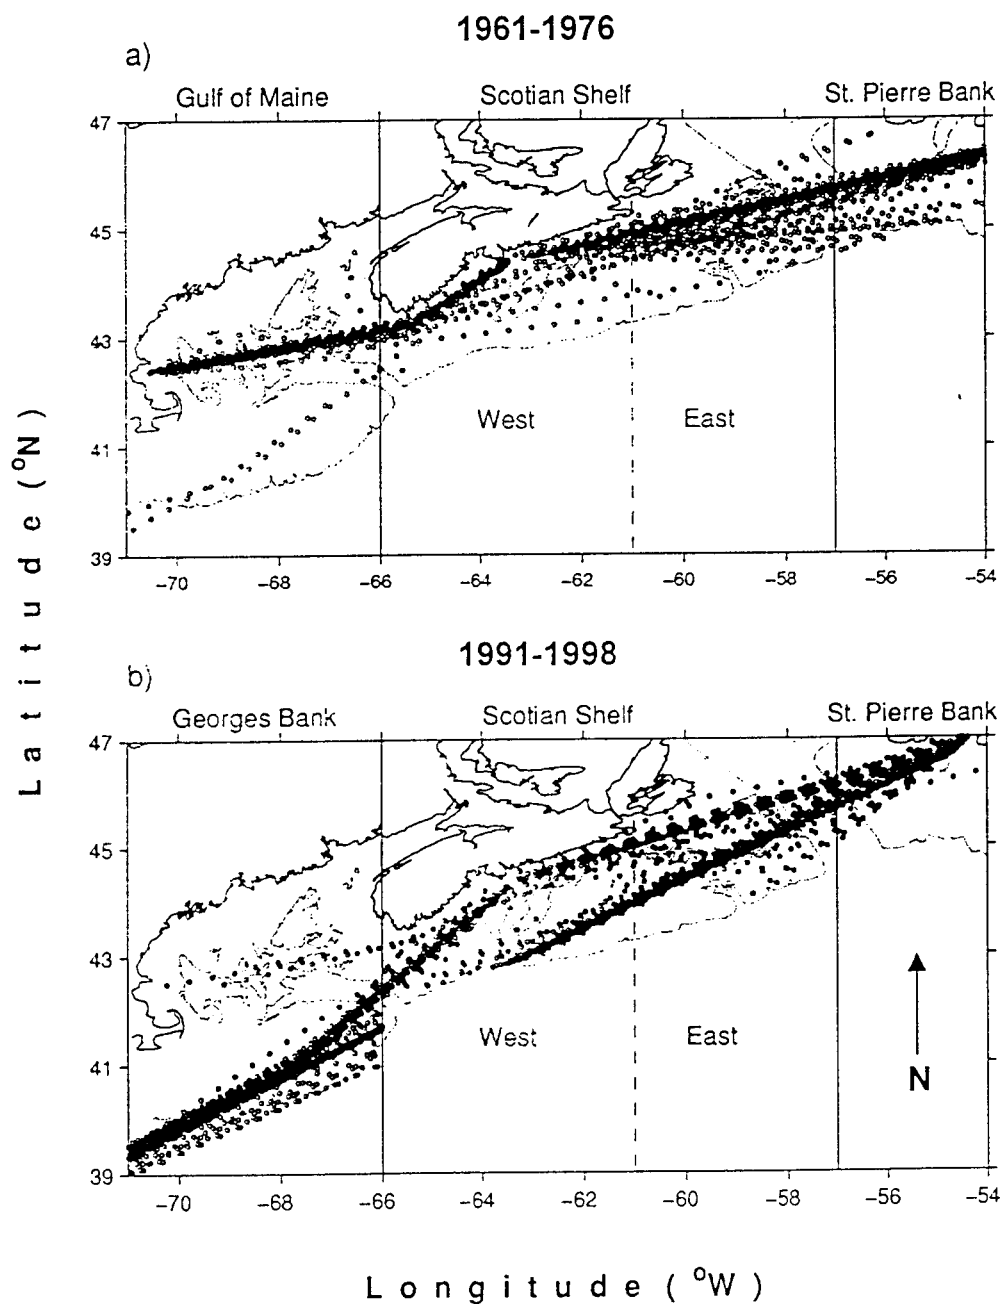 1961-1976
a)
Gulf of Maine Scotian Shelf St. Pierre Bank
47
45
43
41
39
West East
−70 −68 −66 −64 −62 −60 −58 −56 −54
Latitude (°N)
1991-1998
b)
Georges Bank Scotian Shelf St. Pierre Bank
47
45
43
41
39
West East
N
−70 −68 −66 −64 −62 −60 −58 −56 −54
Longitude (°W)